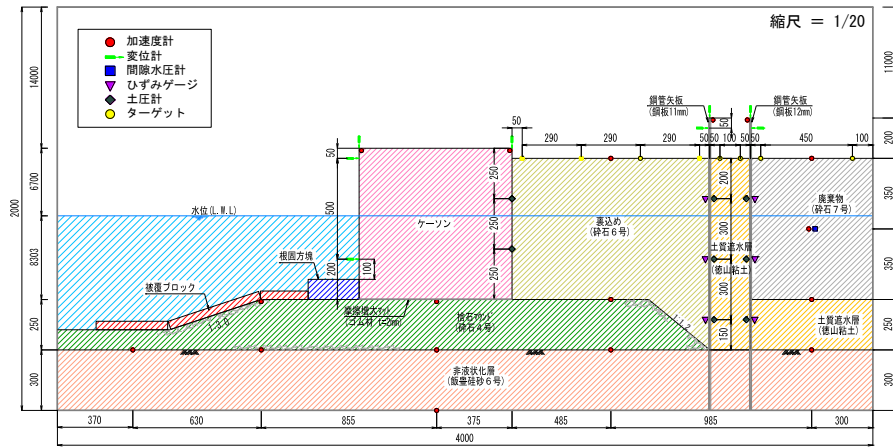 縮尺 = 1/20
加速度計
変位計
間隙水圧計
ひずみゲージ
土圧計
ターゲット
14000
6700
8303
250
300
2000
11000
200
350
350
250
300
鋼管矢板
(鋼板11mm)
鋼管矢板
(鋼板12mm)
50
50
290
290
290
50
50
100
50
50
450
100
50
500
200
100
250
250
250
200
300
300
150
水位(L.W.L)
ケーソン
裏込め
(砕石6号)
廃棄物
(砕石7号)
土質遮水層
(徳山粘土)
根固方塊
被覆ブロック
1:3.0
摩擦増大マット
(ゴム材 t=2mm)
捨石マウンド
(砕石4号)
1:1.2
土質遮水層
(徳山粘土)
非液状化層
(飯豊硅砂6号)
370
630
855
375
485
985
300
4000